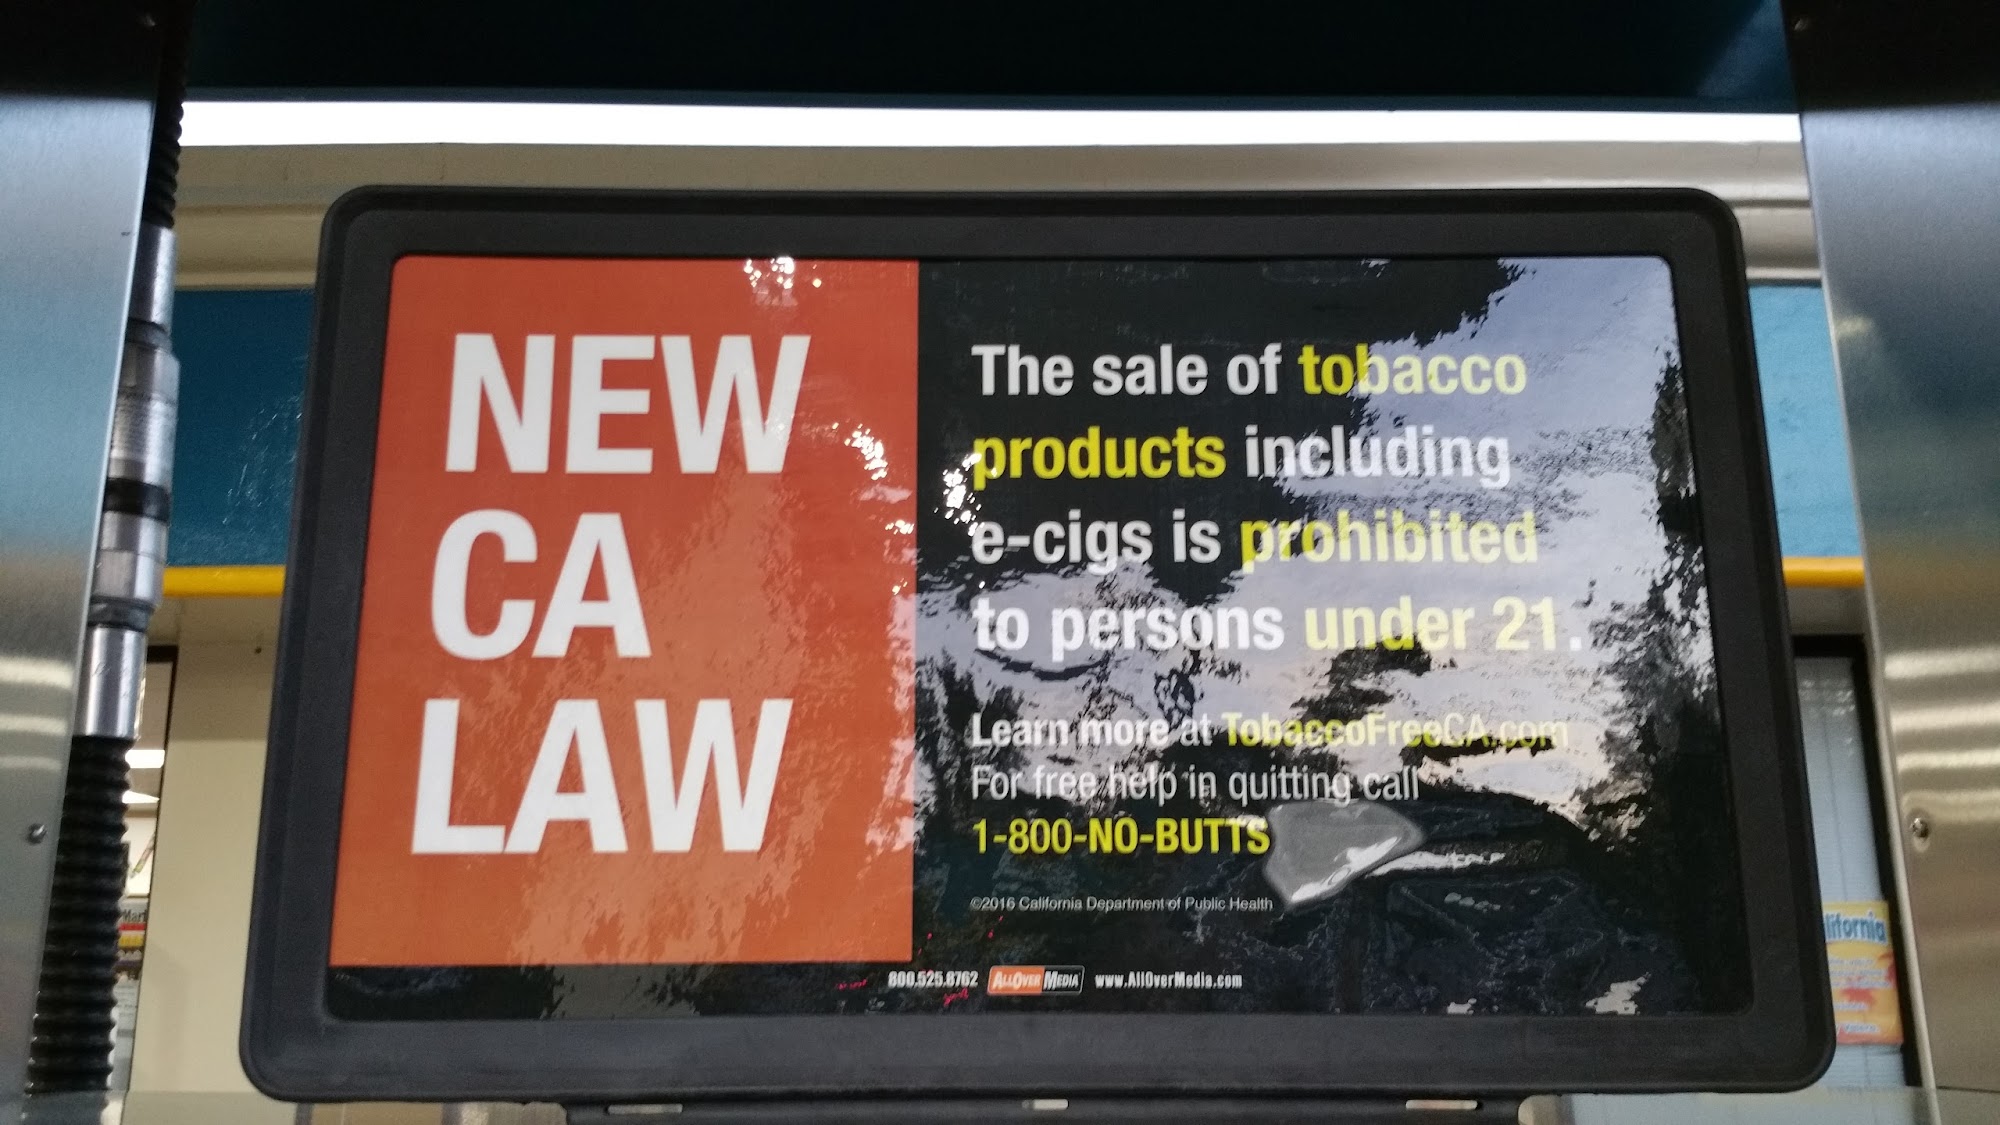 NEW
CA
LAW
The sale of tobacco
products including
e-cigs is prohibited
to persons under 21.
Learn more at TobaccoFreeCA.com
For free help in quitting call
1-800-NO-BUTTS
©2016 California Department of Public Health
800.525.8762 ALLOVER MEDIA www.AllOverMedia.com
lifornia